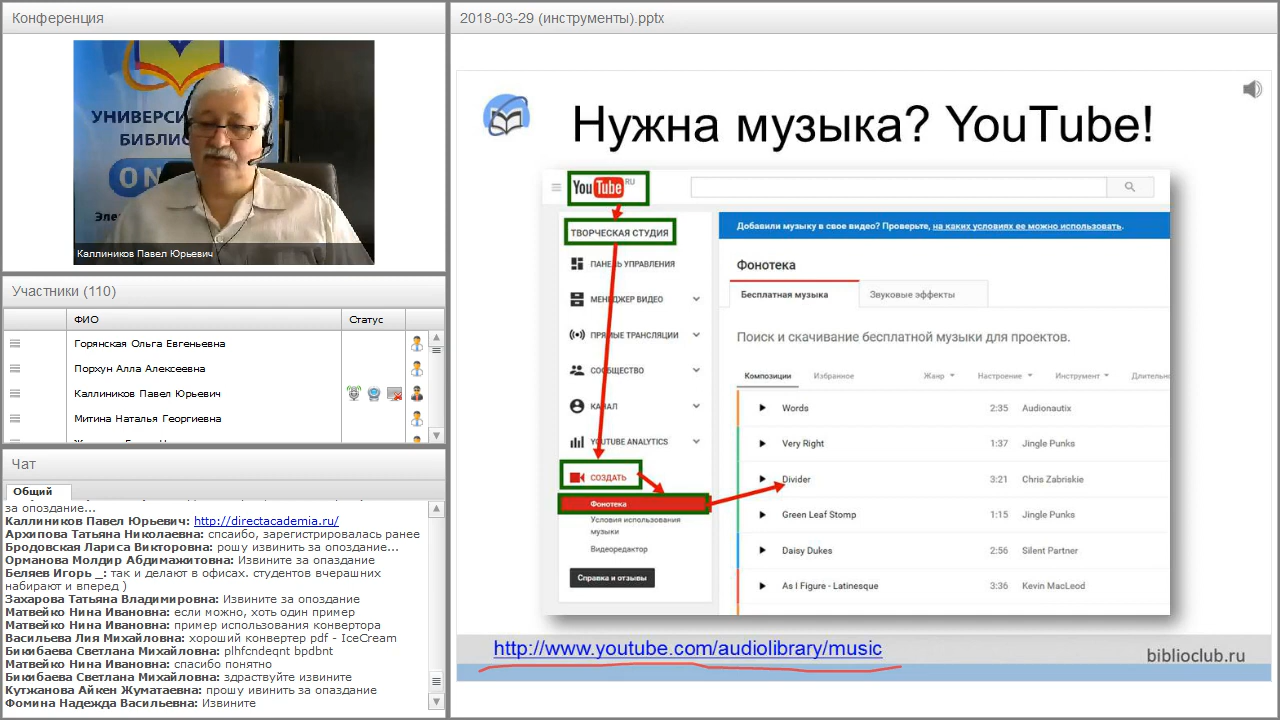 Конференция
УНИВЕРСИ
БИБЛИО
ON
Каллиников Павел Юрьевич
Участники (110)
ФИО
Статус
Горянская Ольга Евгеньевна
Порхун Алла Алексеевна
Каллиников Павел Юрьевич
Митина Наталья Георгиевна
Чат
Общий
за опоздание...
Каллиников Павел Юрьевич: http://directacademia.ru/
Архипова Татьяна Николаевна: спсаибо, зарегистрировалась ранее
Бродовская Лариса Викторовна: рошу извинить за опоздание...
Орманова Молдир Абдимажитовна: Извините за опаздание
Беляев Игорь _: так и делают в офисах. студентов вчерашних
набирают и вперед )
Захарова Татьяна Владимировна: Извините за опаздание
Матвейко Нина Ивановна: если можно, хоть один пример
Матвейко Нина Ивановна: пример использования конвертора
Васильева Лия Михайловна: хороший конвертер pdf - IceCream
Бикибаева Светлана Михайловна: plhfcndeqnt bpdbnt
Матвейко Нина Ивановна: спасибо понятно
Бикибаева Светлана Михайловна: здраствуйте извините
Кутжанова Айкен Жуматаевна: прошу ивинить за опаздание
Фомина Надежда Васильевна: Извините
2018-03-29 (инструменты).pptx
Нужна музыка? YouTube!
YouTube RU
ТВОРЧЕСКАЯ СТУДИЯ
ПАНЕЛЬ УПРАВЛЕНИЯ
МЕНЕДЖЕР ВИДЕО
ПРЯМЫЕ ТРАНСЛЯЦИИ
СООБЩЕСТВО
КАНАЛ
YOUTUBE ANALYTICS
СОЗДАТЬ
Фонотека
Условия использования
музыки
Видеоредактор
Справка и отзывы
Добавили музыку в свое видео? Проверьте, на каких условиях ее можно использовать.
Фонотека
Бесплатная музыка
Звуковые эффекты
Поиск и скачивание бесплатной музыки для проектов.
Композиции Избранное Жанр Настроение Инструмент
Words 2:35 Audionautix
Very Right 1:37 Jingle Punks
Divider 3:21 Chris Zabriskie
Green Leaf Stomp 1:15 Jingle Punks
Daisy Dukes 2:56 Silent Partner
As I Figure - Latinesque 3:36 Kevin MacLeod
http://www.youtube.com/audiolibrary/music
biblioclub.ru